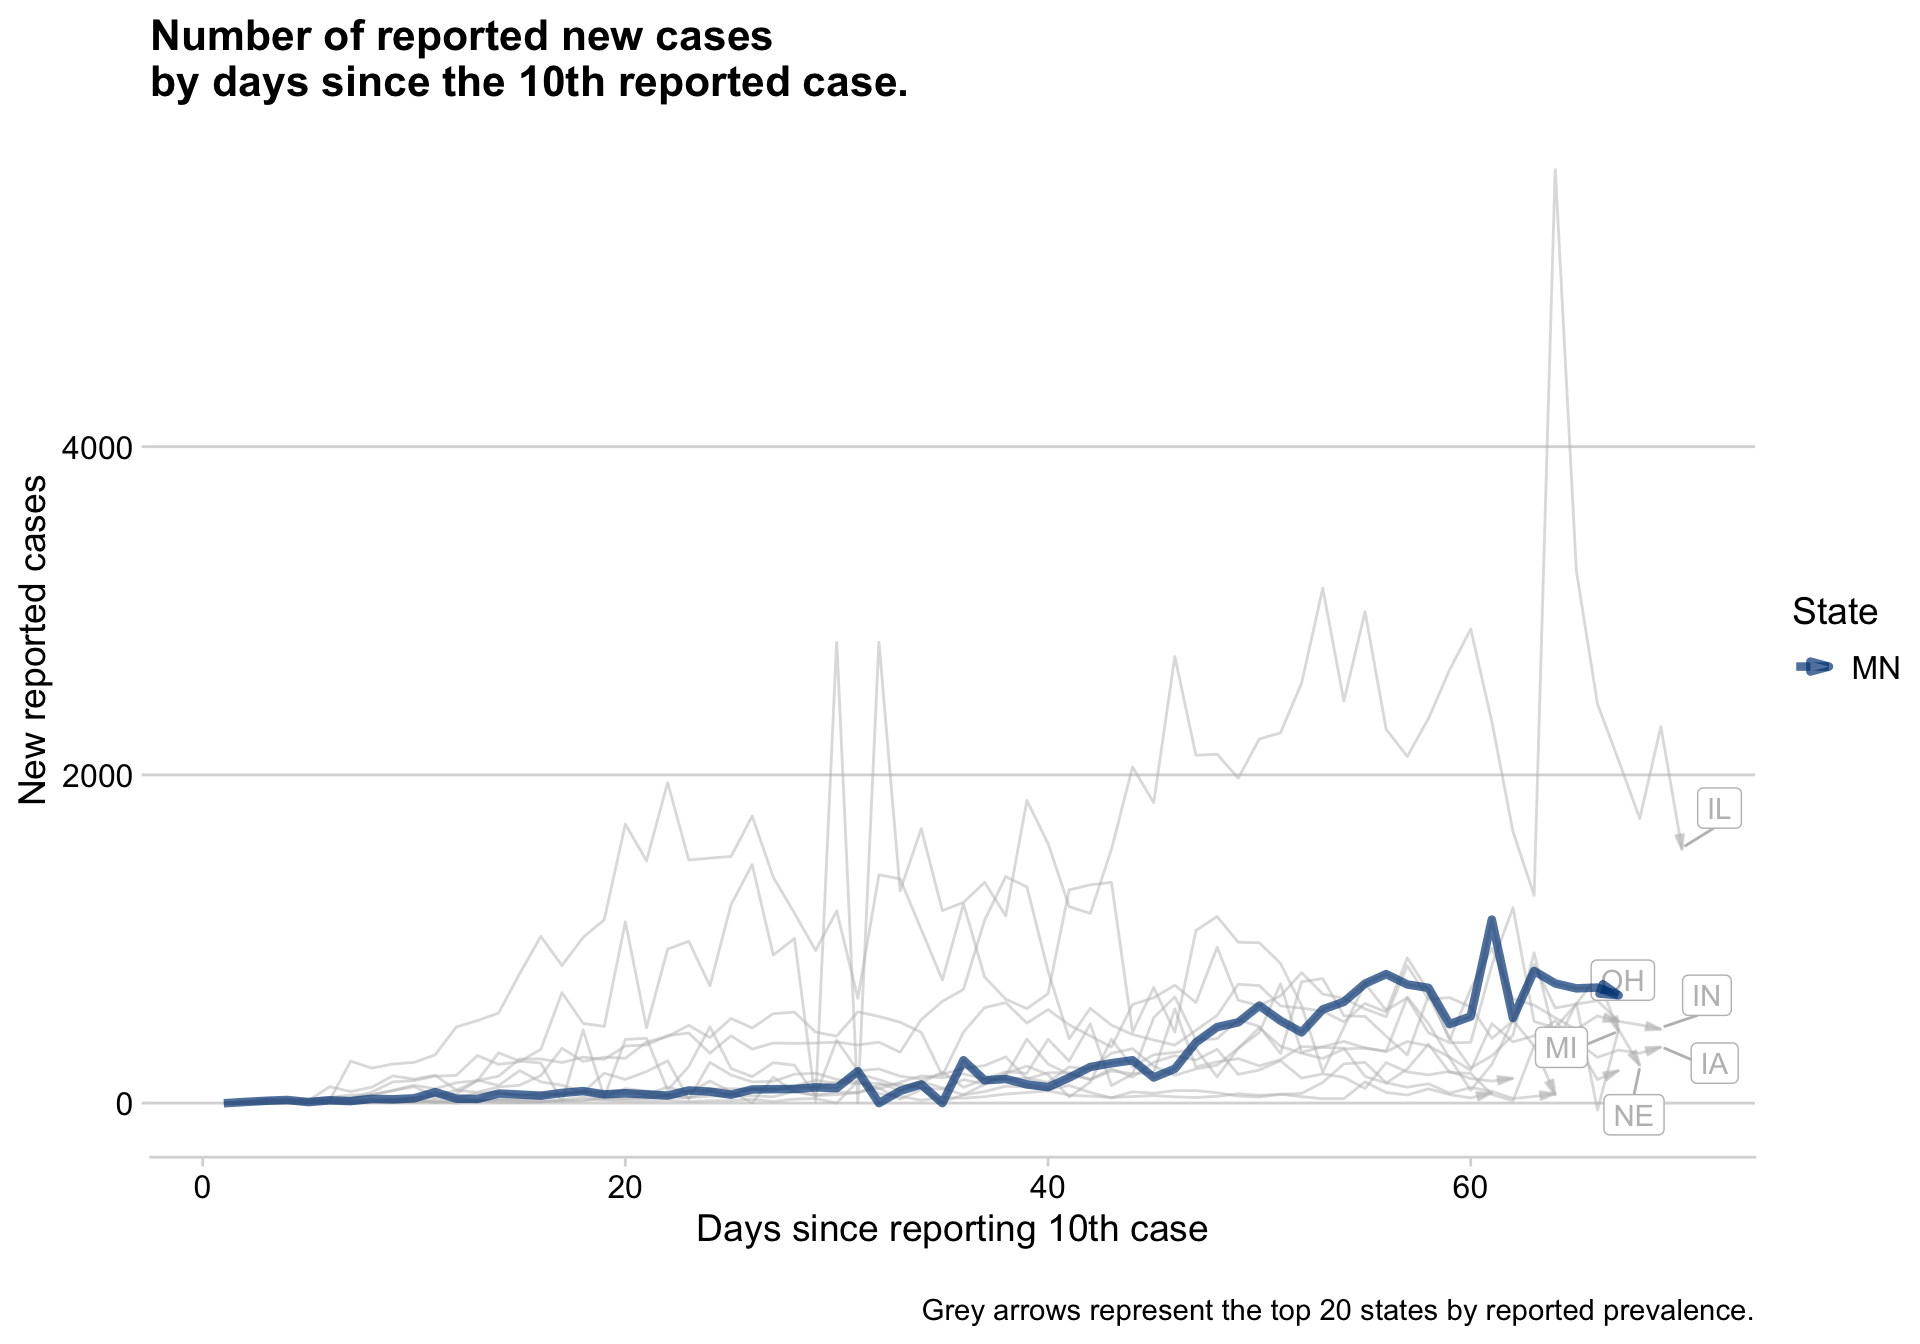 Number of reported new cases
by days since the 10th reported case.
New reported cases
4000
2000
0
0
20
40
60
Days since reporting 10th case
IL
OH
IN
MI
IA
NE
State
MN
Grey arrows represent the top 20 states by reported prevalence.